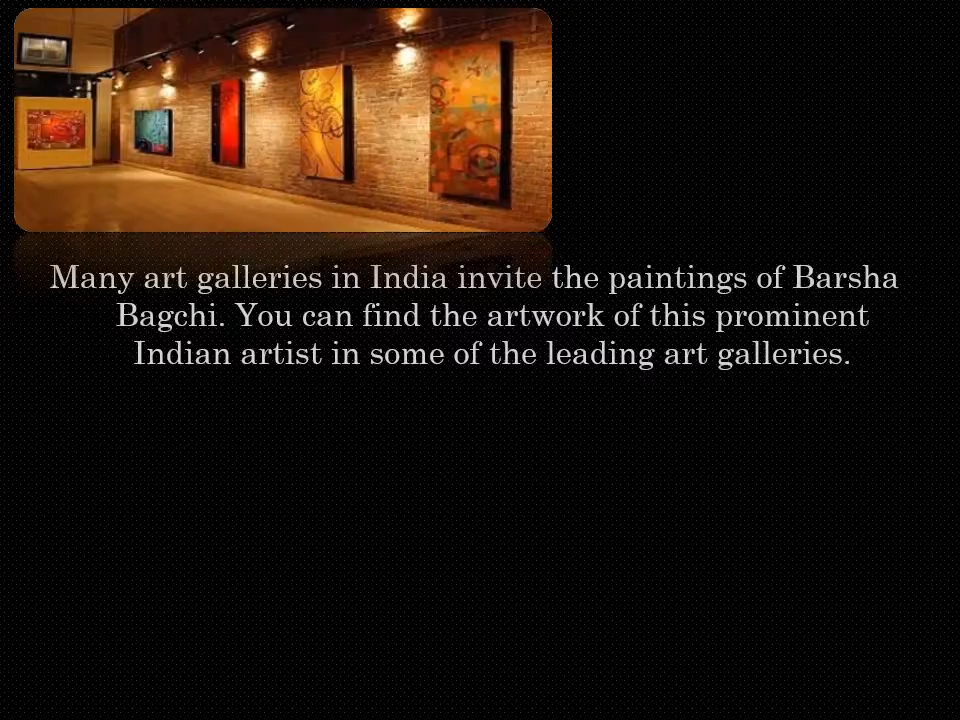 Many art galleries in India invite the paintings of Barsha
Bagchi. You can find the artwork of this prominent
Indian artist in some of the leading art galleries.